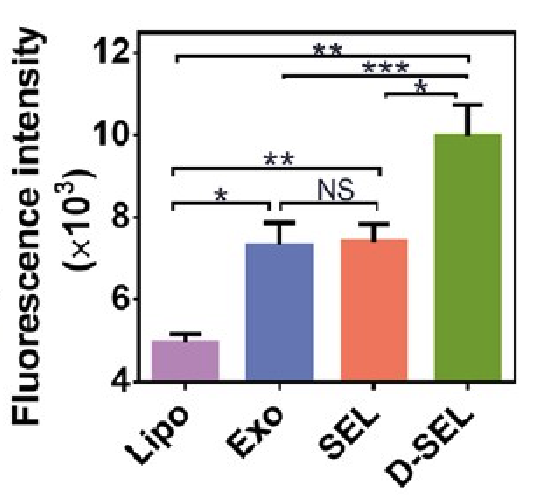 Fluorescence intensity
(×10³)
12
10
8
6
4
**
***
*
**
*
NS
Lipo
Exo
SEL
D-SEL